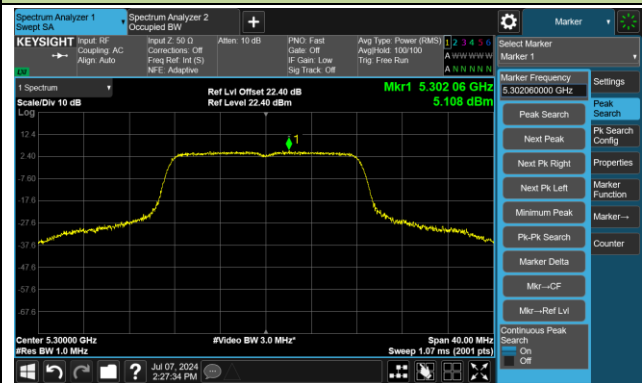 Spectrum Analyzer 1
Swept SA
Spectrum Analyzer 2
Occupied BW
Marker
KEYSIGHT
Input: RF
Coupling: AC
Align: Auto
Input Z: 50 Ω
Corrections: Off
Freq Ref: Int (S)
NFE: Adaptive
Atten: 10 dB
PNO: Fast
Gate: Off
IF Gain: Low
Sig Track: Off
Avg Type: Power (RMS)
Avg|Hold: 100/100
Trig: Free Run
1 2 3 4 5 6
A W W W W W
A N N N N N
LXI
Select Marker
Marker 1
1 Spectrum
Scale/Div 10 dB
Log
Ref Lvl Offset 22.40 dB
Ref Level 22.40 dBm
Mkr1 5.302 06 GHz
5.108 dBm
12.4
2.40
-7.60
-17.6
-27.6
-37.6
-47.6
-57.6
-67.6
1
Center 5.30000 GHz
#Res BW 1.0 MHz
#Video BW 3.0 MHz*
Span 40.00 MHz
Sweep 1.07 ms (2001 pts)
Marker Frequency
5.302060000 GHz
Peak Search
Next Peak
Next Pk Right
Next Pk Left
Minimum Peak
Pk-Pk Search
Marker Delta
Mkr→CF
Mkr→Ref Lvl
Continuous Peak
Search
On
Off
Settings
Peak
Search
Pk Search
Config
Properties
Marker
Function
Marker→
Counter
?
Jul 07, 2024
2:27:34 PM